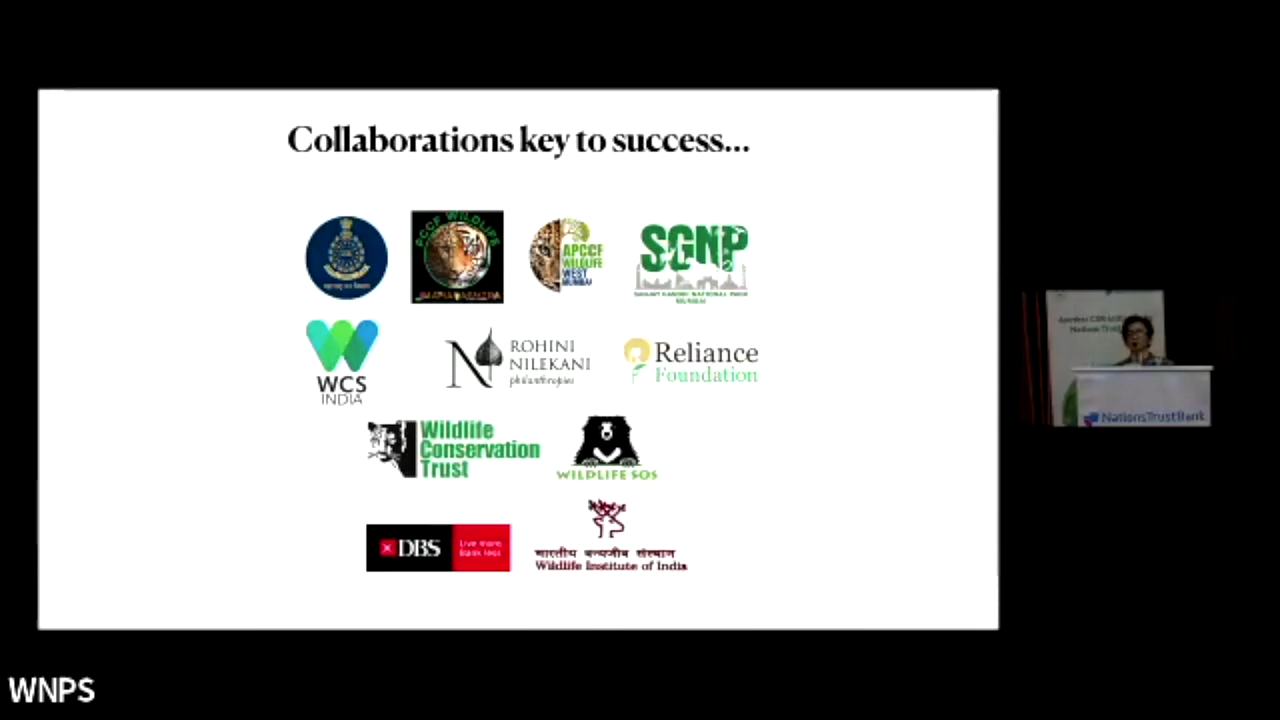 Collaborations key to success...
PCCF WILDLIFE
MAHARASHTRA
APCCF
WILDLIFE
WEST
MUMBAI
SGNP
SANJAY GANDHI NATIONAL PARK
MUMBAI
WCS
INDIA
N
ROHINI
NILEKANI
philanthropies
Reliance
Foundation
Wildlife
Conservation
Trust
WILDLIFE SOS
DBS
Live more,
Bank less
भारतीय वन्यजीव संस्थान
Wildlife Institute of India
NationsTrustBank
WNPS